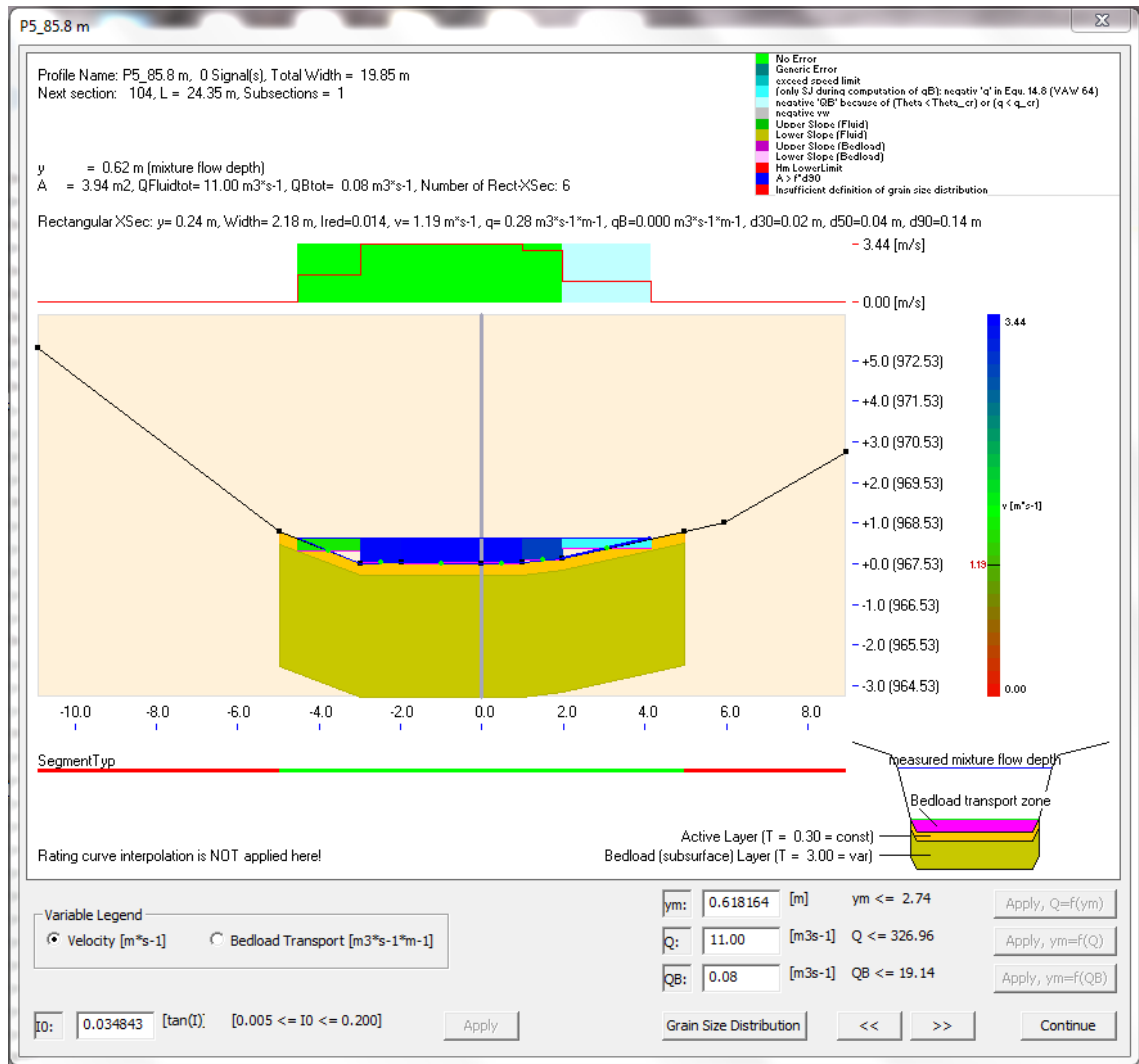 P5_85.8 m
Profile Name: P5_85.8 m, 0 Signal(s), Total Width = 19.85 m
Next section: 104, L = 24.35 m, Subsections = 1
No Error
Generic Error
exceed speed limit
(only SJ during computation of qB): negativ 'q' in Equ. 14.8 (VAW 64)
negative 'QB' because of (Theta < Theta_cr) or (q < q_cr)
negative vw
Upper Slope (Fluid)
Lower Slope (Fluid)
Upper Slope (Bedload)
Lower Slope (Bedload)
Hm LowerLimit
A > f*d90
Insufficient definition of grain size distribution
y = 0.62 m (mixture flow depth)
A = 3.94 m2, QFluidtot= 11.00 m3*s-1, QBtot= 0.08 m3*s-1, Number of Rect-XSec: 6
Rectangular XSec: y= 0.24 m, Width= 2.18 m, Ired=0.014, v= 1.19 m*s-1, q= 0.28 m3*s-1*m-1, qB=0.000 m3*s-1*m-1, d30=0.02 m, d50=0.04 m, d90=0.14 m
3.44 [m/s]
0.00 [m/s]
+5.0 (972.53)
+4.0 (971.53)
+3.0 (970.53)
+2.0 (969.53)
+1.0 (968.53)
+0.0 (967.53)
-1.0 (966.53)
-2.0 (965.53)
-3.0 (964.53)
3.44
v [m*s-1]
1.19
0.00
-10.0 -8.0 -6.0 -4.0 -2.0 0.0 2.0 4.0 6.0 8.0
SegmentTyp
measured mixture flow depth
Bedload transport zone
Active Layer (T = 0.30 = const)
Bedload (subsurface) Layer (T = 3.00 = var)
Rating curve interpolation is NOT applied here!
Variable Legend
Velocity [m*s-1] Bedload Transport [m3*s-1*m-1]
ym: 0.618164 [m] ym <= 2.74 Apply, Q=f(ym)
Q: 11.00 [m3s-1] Q <= 326.96 Apply, ym=f(Q)
QB: 0.08 [m3s-1] QB <= 19.14 Apply, ym=f(QB)
I0: 0.034843 [tan(I)] [0.005 <= I0 <= 0.200] Apply Grain Size Distribution << >> Continue